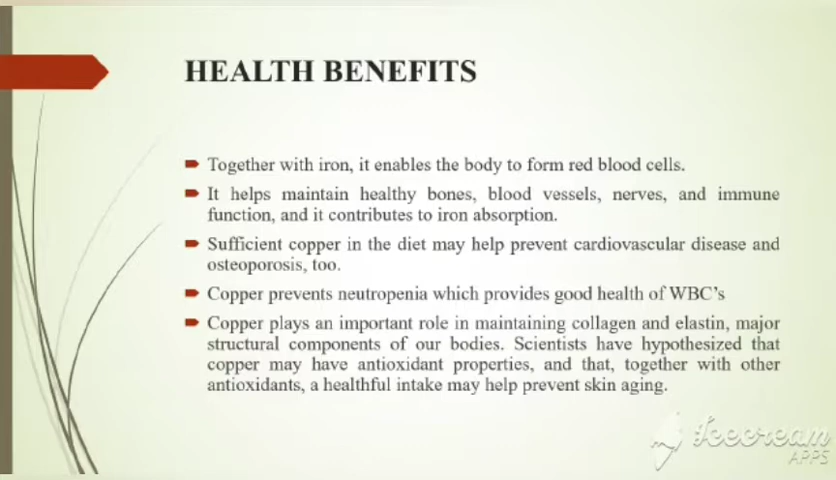 HEALTH BENEFITS
Together with iron, it enables the body to form red blood cells.
It helps maintain healthy bones, blood vessels, nerves, and immune
function, and it contributes to iron absorption.
Sufficient copper in the diet may help prevent cardiovascular disease and
osteoporosis, too.
Copper prevents neutropenia which provides good health of WBC's
Copper plays an important role in maintaining collagen and elastin, major
structural components of our bodies. Scientists have hypothesized that
copper may have antioxidant properties, and that, together with other
antioxidants, a healthful intake may help prevent skin aging.
Icecream
APPS